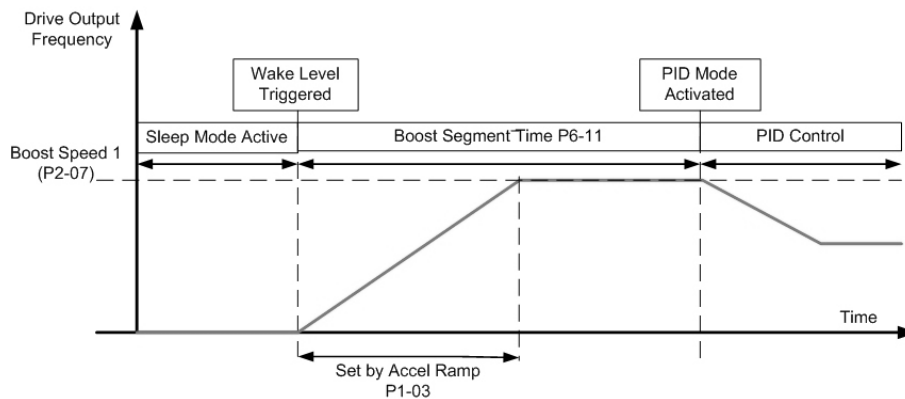 Drive Output
Frequency
Wake Level
Triggered
PID Mode
Activated
Sleep Mode Active
Boost Segment Time P6-11
PID Control
Boost Speed 1
(P2-07)
Time
Set by Accel Ramp
P1-03